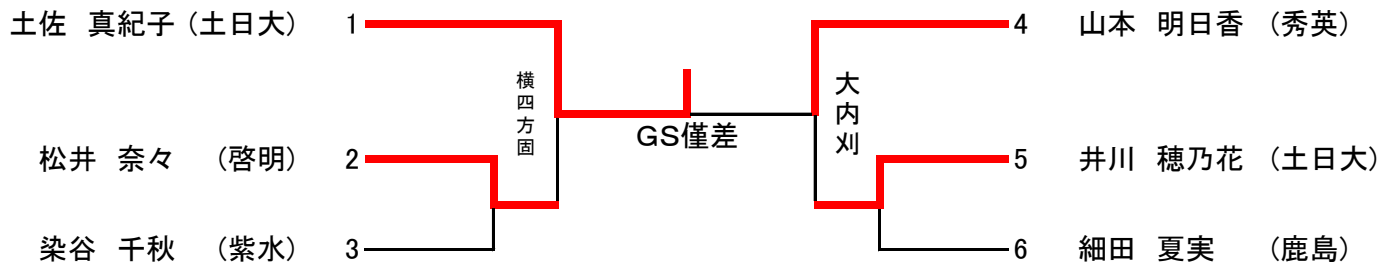 土佐 真紀子 (土日大) 1
4 山本 明日香 (秀英)
横四方固
大内刈
GS僅差
松井 奈々 (啓明) 2
5 井川 穂乃花 (土日大)
染谷 千秋 (紫水) 3
6 細田 夏実 (鹿島)